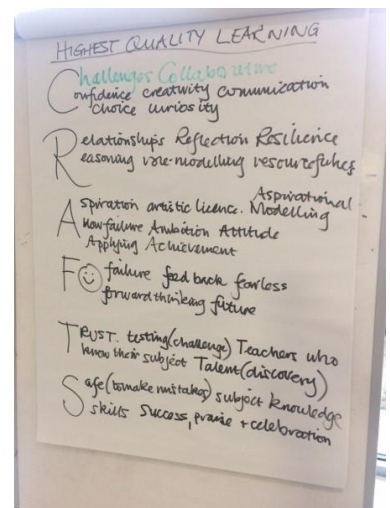 HIGHEST QUALITY LEARNING
Challenges Collaborative
Confidence creativity communication
choice curiosity
Relationships Reflection Resilience
Reasoning role-modelling resourcefulness
Aspirational
Aspiration artistic licence. Modelling
Allow failure Ambition Attitude
Applying Achievement
F failure feed back fearless
forward thinking future
TRUST. testing (challenge) Teachers who
know their subject Talent (discovery)
Safe (to make mistakes) subject knowledge
skills Success, praise + celebration